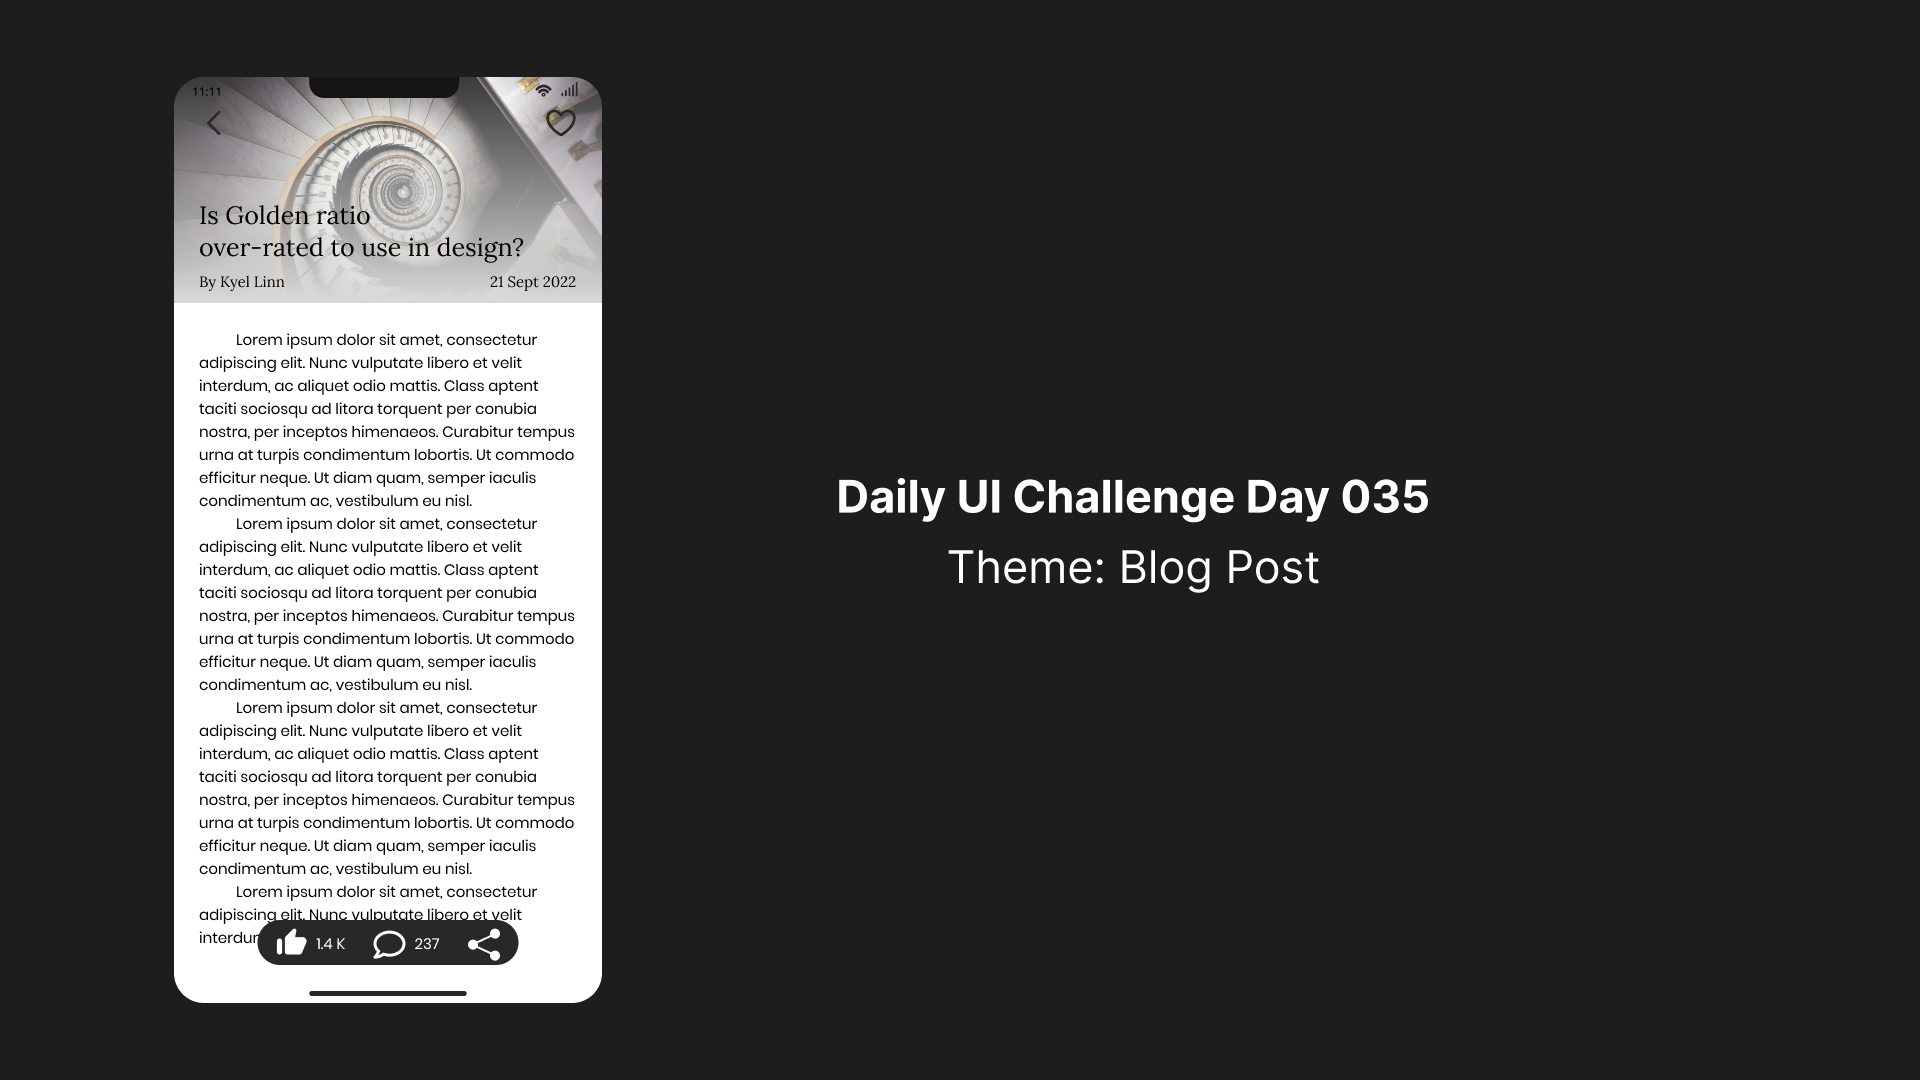 11:11
Is Golden ratio
over-rated to use in design?
By Kyel Linn
21 Sept 2022
Lorem ipsum dolor sit amet, consectetur
adipiscing elit. Nunc vulputate libero et velit
interdum, ac aliquet odio mattis. Class aptent
taciti sociosqu ad litora torquent per conubia
nostra, per inceptos himenaeos. Curabitur tempus
urna at turpis condimentum lobortis. Ut commodo
efficitur neque. Ut diam quam, semper iaculis
condimentum ac, vestibulum eu nisl.
Lorem ipsum dolor sit amet, consectetur
adipiscing elit. Nunc vulputate libero et velit
interdum, ac aliquet odio mattis. Class aptent
taciti sociosqu ad litora torquent per conubia
nostra, per inceptos himenaeos. Curabitur tempus
urna at turpis condimentum lobortis. Ut commodo
efficitur neque. Ut diam quam, semper iaculis
condimentum ac, vestibulum eu nisl.
Lorem ipsum dolor sit amet, consectetur
adipiscing elit. Nunc vulputate libero et velit
interdum, ac aliquet odio mattis. Class aptent
taciti sociosqu ad litora torquent per conubia
nostra, per inceptos himenaeos. Curabitur tempus
urna at turpis condimentum lobortis. Ut commodo
efficitur neque. Ut diam quam, semper iaculis
condimentum ac, vestibulum eu nisl.
Lorem ipsum dolor sit amet, consectetur
adipiscing elit. Nunc vulputate libero et velit
1.4 K
237
Daily UI Challenge Day 035
Theme: Blog Post